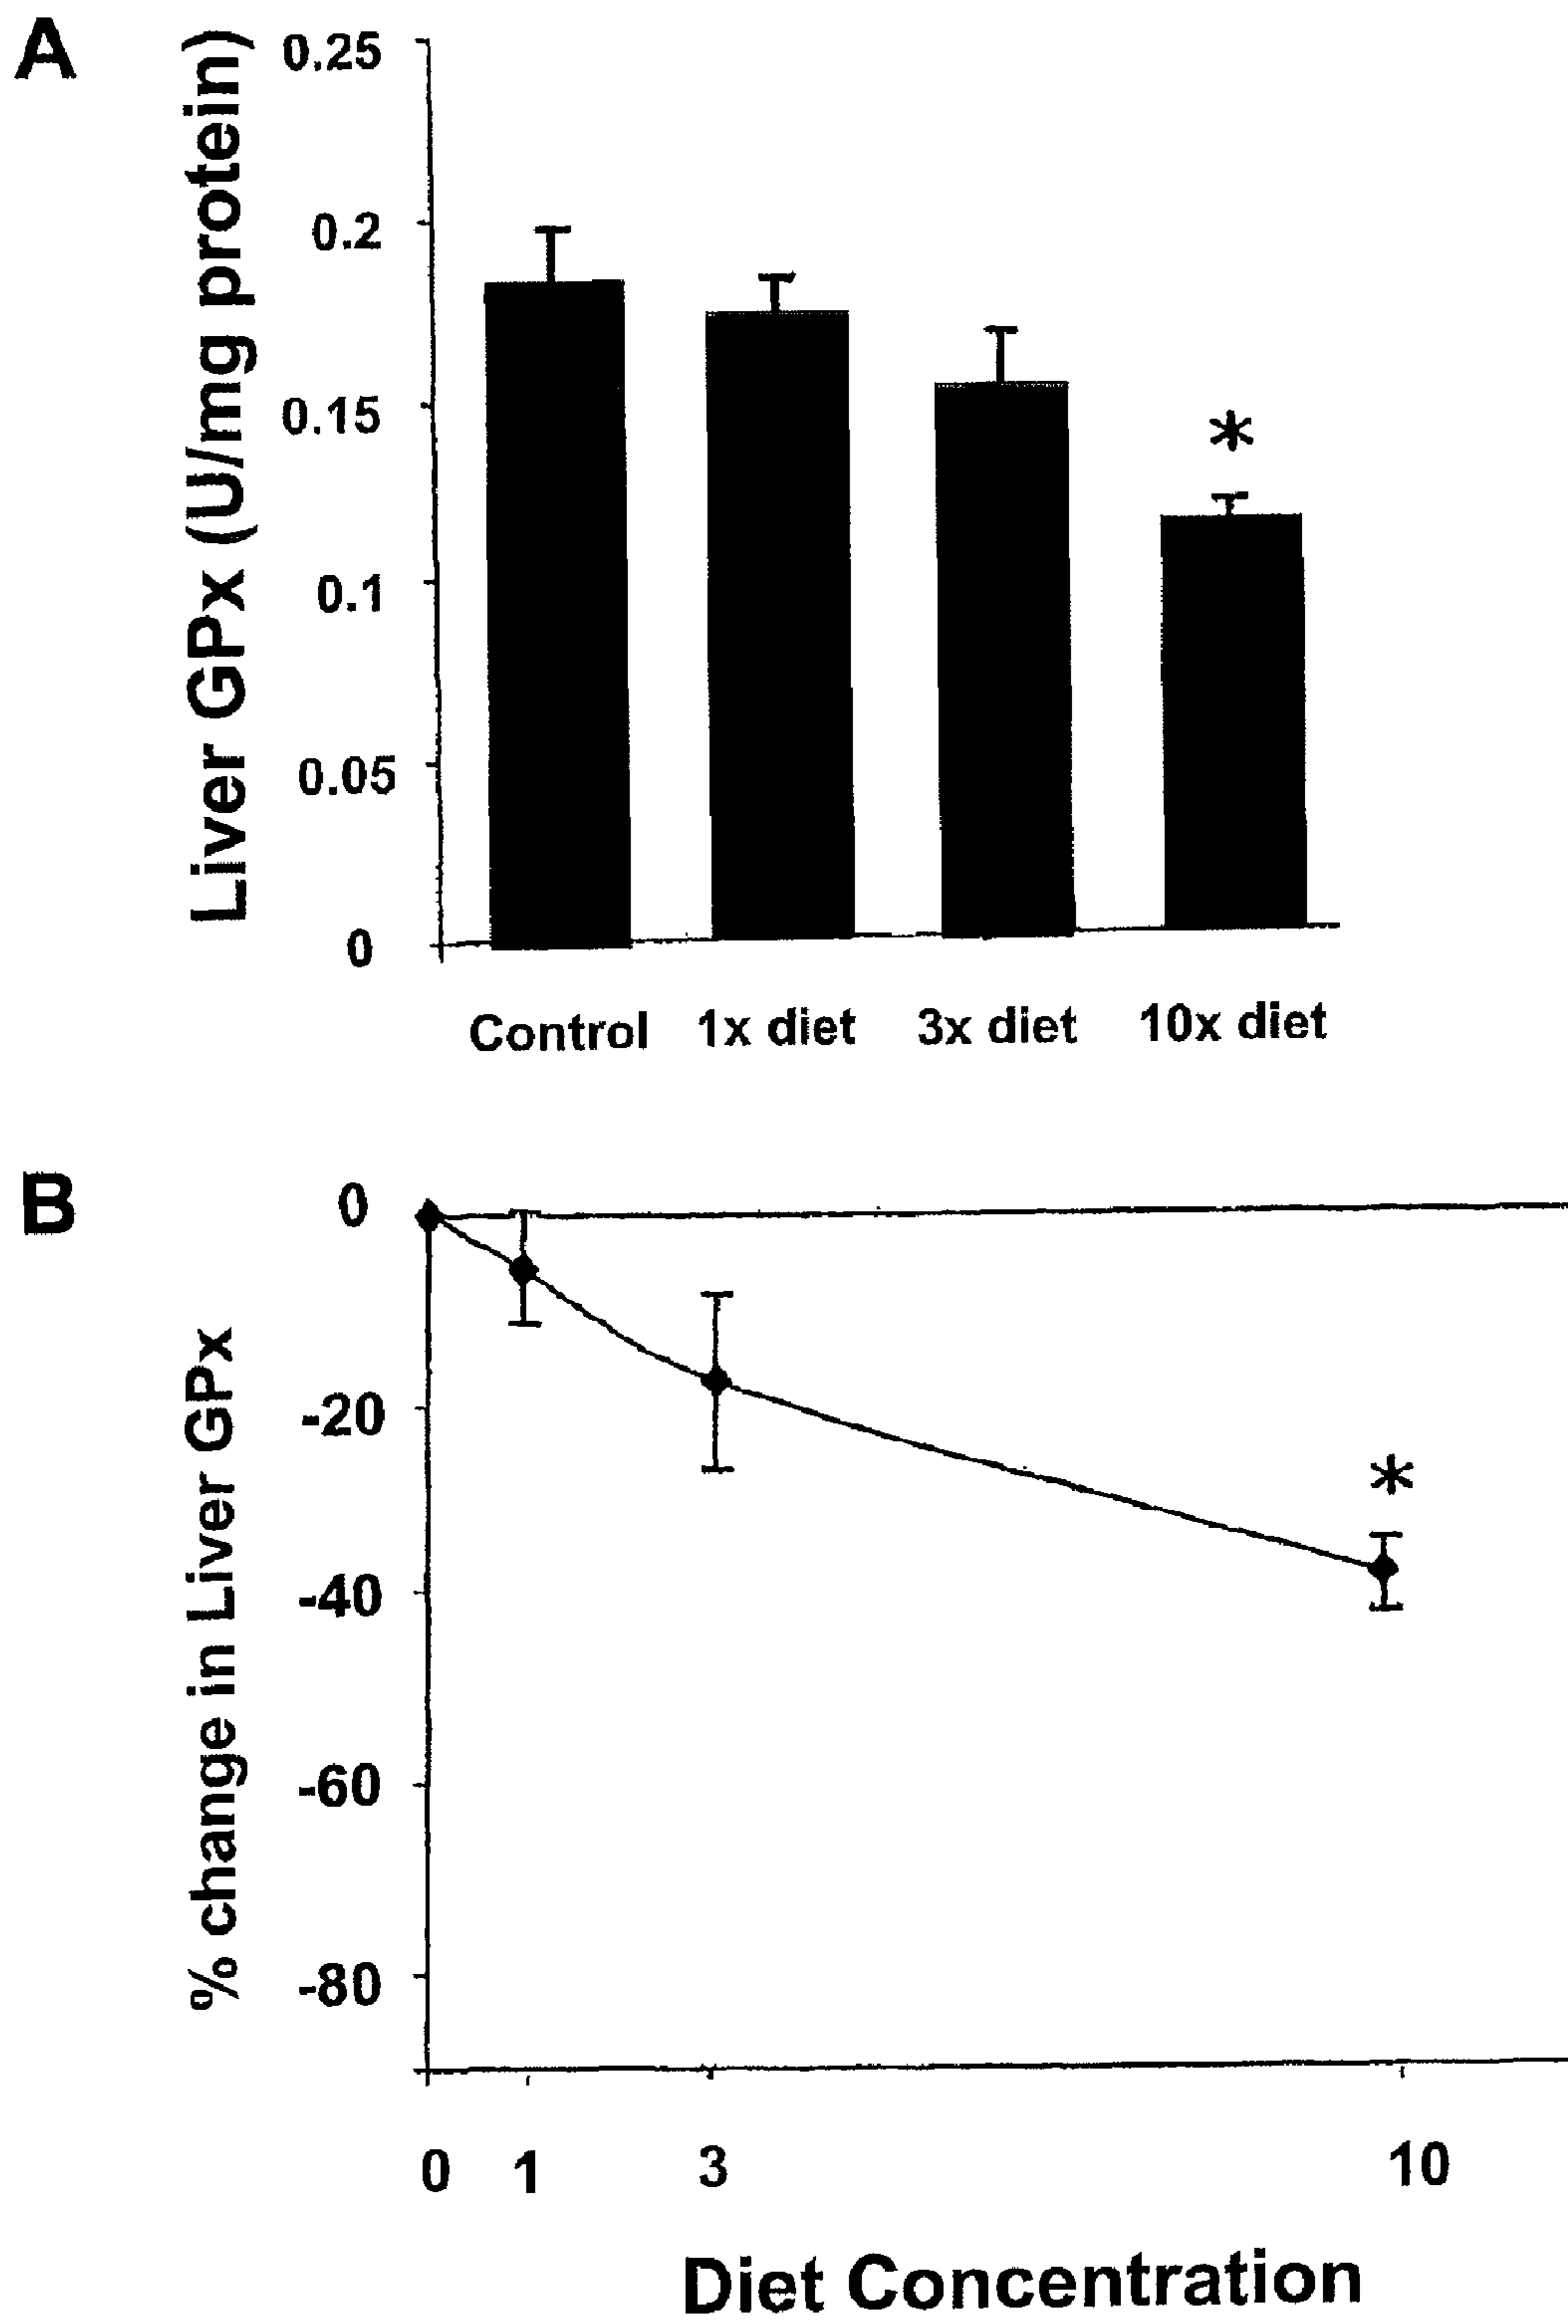 A
Liver GPx (U/mg protein)
0.25
0.2
0.15
0.1
0.05
0
*
Control 1x diet 3x diet 10x diet
B
% change in Liver GPx
0
-20
-40
-60
-80
*
0 1 3 10
Diet Concentration